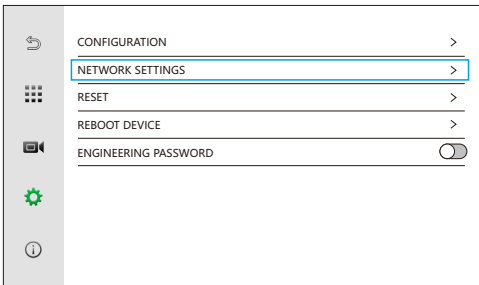 CONFIGURATION
NETWORK SETTINGS
RESET
REBOOT DEVICE
ENGINEERING PASSWORD